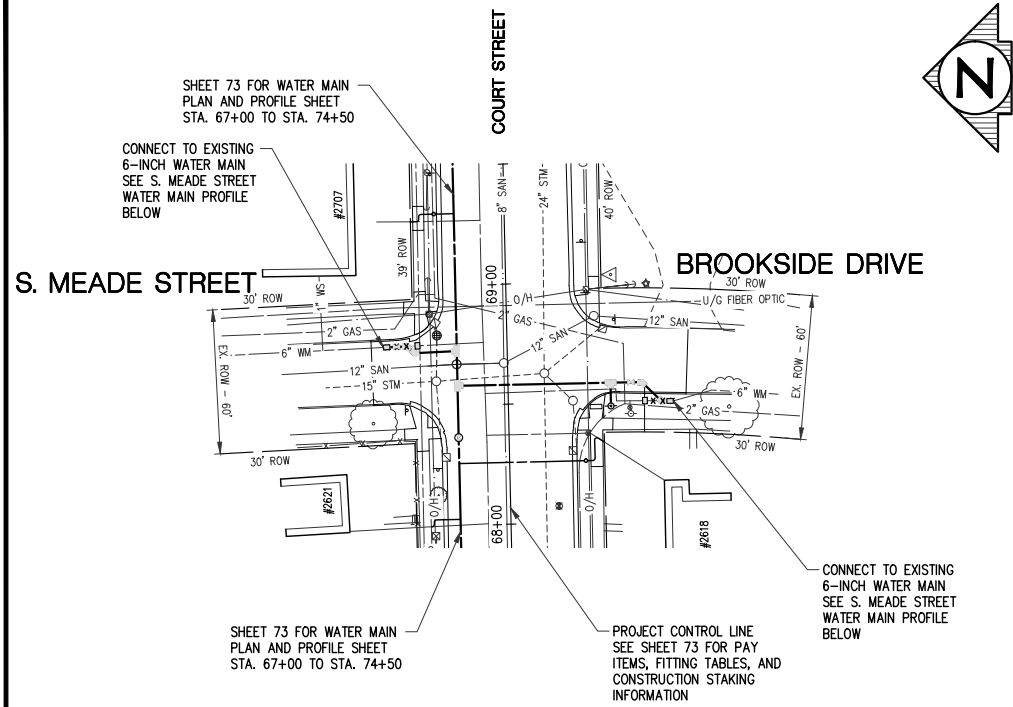 COURT STREET
N
SHEET 73 FOR WATER MAIN
PLAN AND PROFILE SHEET
STA. 67+00 TO STA. 74+50
CONNECT TO EXISTING
6-INCH WATER MAIN
SEE S. MEADE STREET
WATER MAIN PROFILE
BELOW
#2707
39' ROW
8" SAN
24" STM
40' ROW
S. MEADE STREET
BROOKSIDE DRIVE
30' ROW
1" WS
69+00
O/H
30' ROW
U/G FIBER OPTIC
2" GAS
2" GAS
12" SAN
12" SAN
6" WM
12" SAN
15" STM
EX. ROW - 60'
EX. ROW - 60'
6" WM
2" GAS
30' ROW
30' ROW
#2621
O/H
68+00
O/H
#2618
CONNECT TO EXISTING
6-INCH WATER MAIN
SEE S. MEADE STREET
WATER MAIN PROFILE
BELOW
SHEET 73 FOR WATER MAIN
PLAN AND PROFILE SHEET
STA. 67+00 TO STA. 74+50
PROJECT CONTROL LINE
SEE SHEET 73 FOR PAY
ITEMS, FITTING TABLES, AND
CONSTRUCTION STAKING
INFORMATION